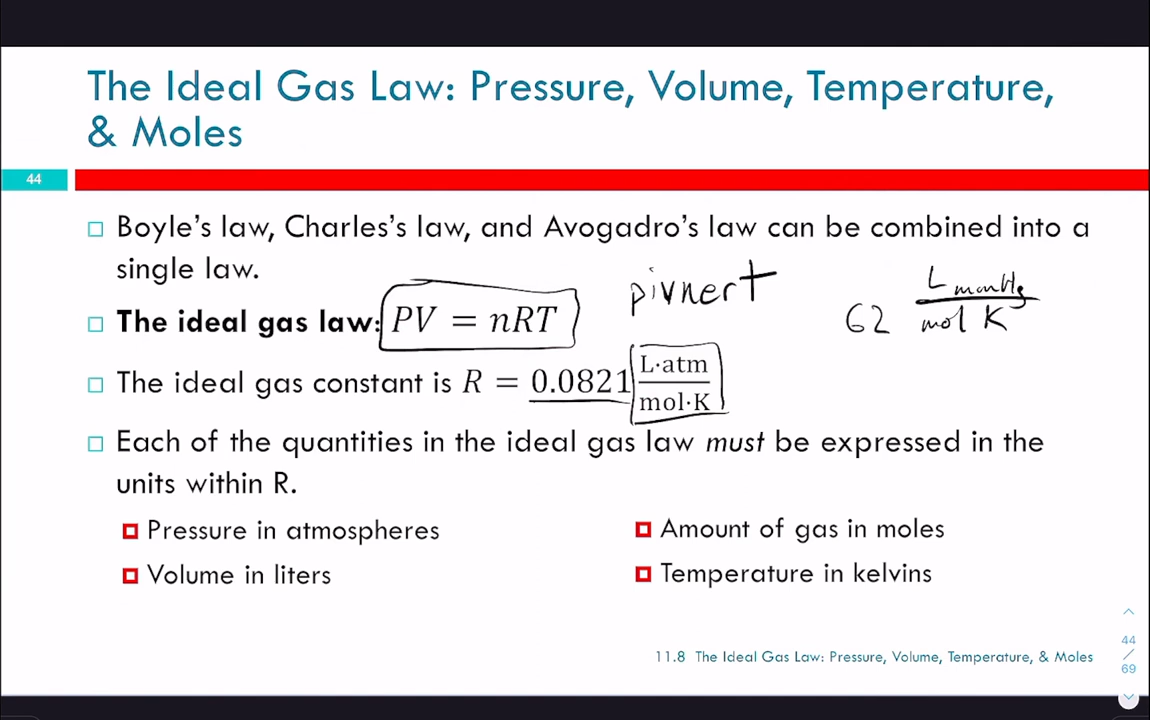 The Ideal Gas Law: Pressure, Volume, Temperature,
& Moles
44
Boyle's law, Charles's law, and Avogadro's law can be combined into a
single law.
pivnert
62 L mmHg / mol K
The ideal gas law: PV = nRT
The ideal gas constant is R = 0.0821 L·atm / mol·K
Each of the quantities in the ideal gas law must be expressed in the
units within R.
Pressure in atmospheres
Volume in liters
Amount of gas in moles
Temperature in kelvins
11.8 The Ideal Gas Law: Pressure, Volume, Temperature, & Moles
44
/
69